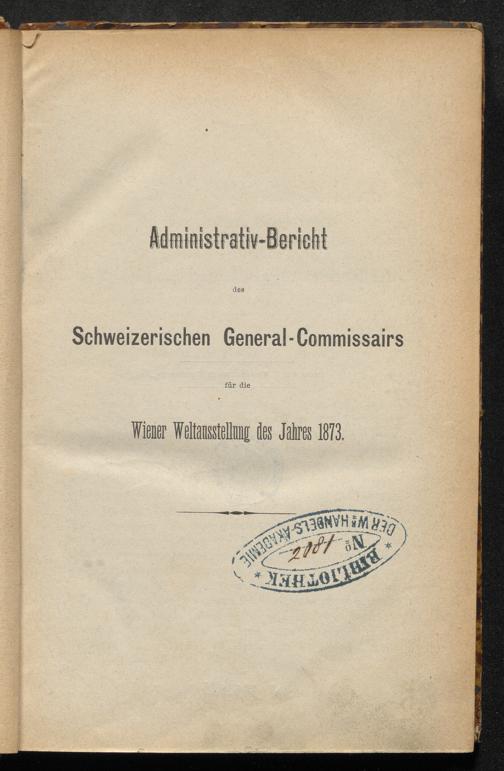 Administrativ-Bericht
des
Schweizerischen General-Commissairs
für die
Wiener Weltausstellung des Jahres 1873.
BIBLIOTHEK
No 1802
DER Wr HANDELS-AKADEMIE